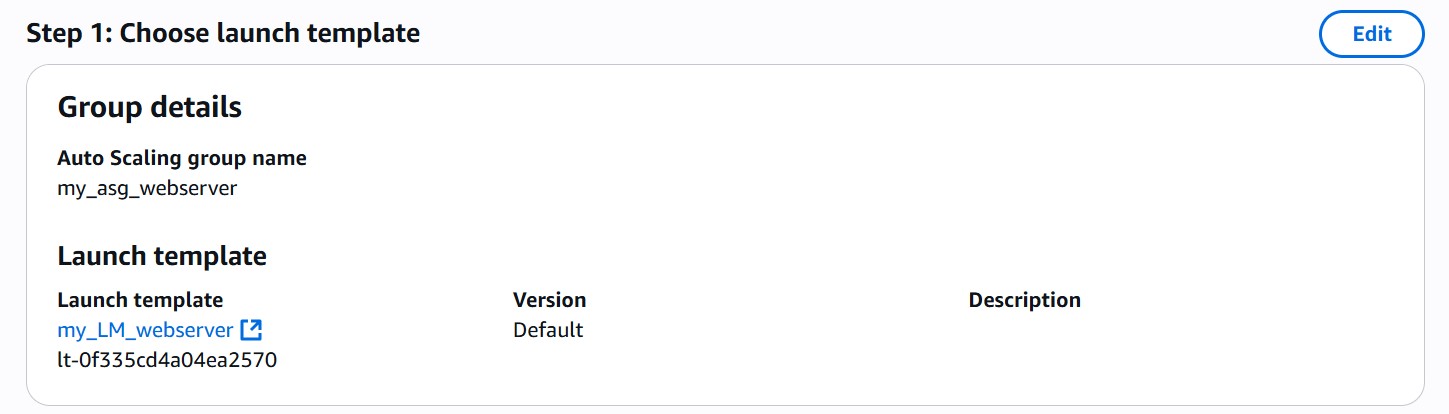 Step 1: Choose launch template
Edit
Group details
Auto Scaling group name
my_asg_webserver
Launch template
Launch template
Version
Description
my_LM_webserver
Default
lt-0f335cd4a04ea2570